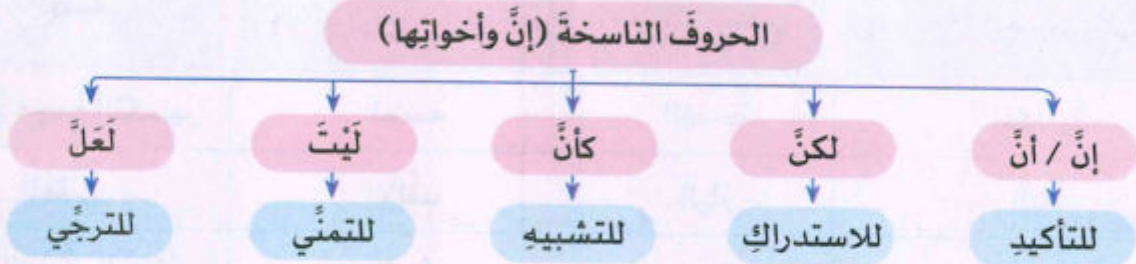 الحروفَ الناسخةَ (إنَّ وأخواتِها)
إنَّ / أنَّ
لكنَّ
كأنَّ
لَيْتَ
لَعَلَّ
للتأكيدِ
للاستدراكِ
للتشبيهِ
للتمنِّي
للترجِّي